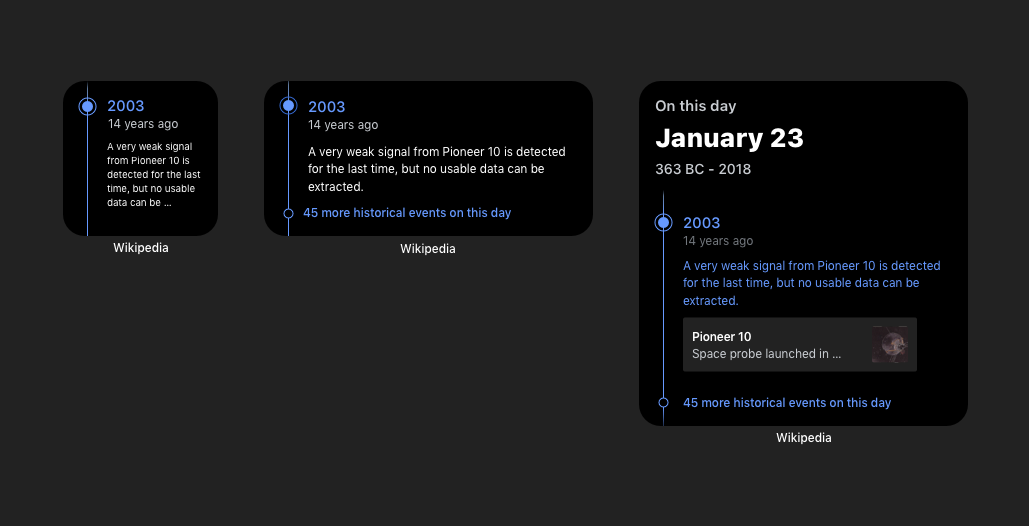 2003
14 years ago
A very weak signal
from Pioneer 10 is
detected for the last
time, but no usable
data can be ...
Wikipedia
2003
14 years ago
A very weak signal from Pioneer 10 is detected
for the last time, but no usable data can be
extracted.
45 more historical events on this day
Wikipedia
On this day
January 23
363 BC - 2018
2003
14 years ago
A very weak signal from Pioneer 10 is detected
for the last time, but no usable data can be
extracted.
Pioneer 10
Space probe launched in ...
45 more historical events on this day
Wikipedia